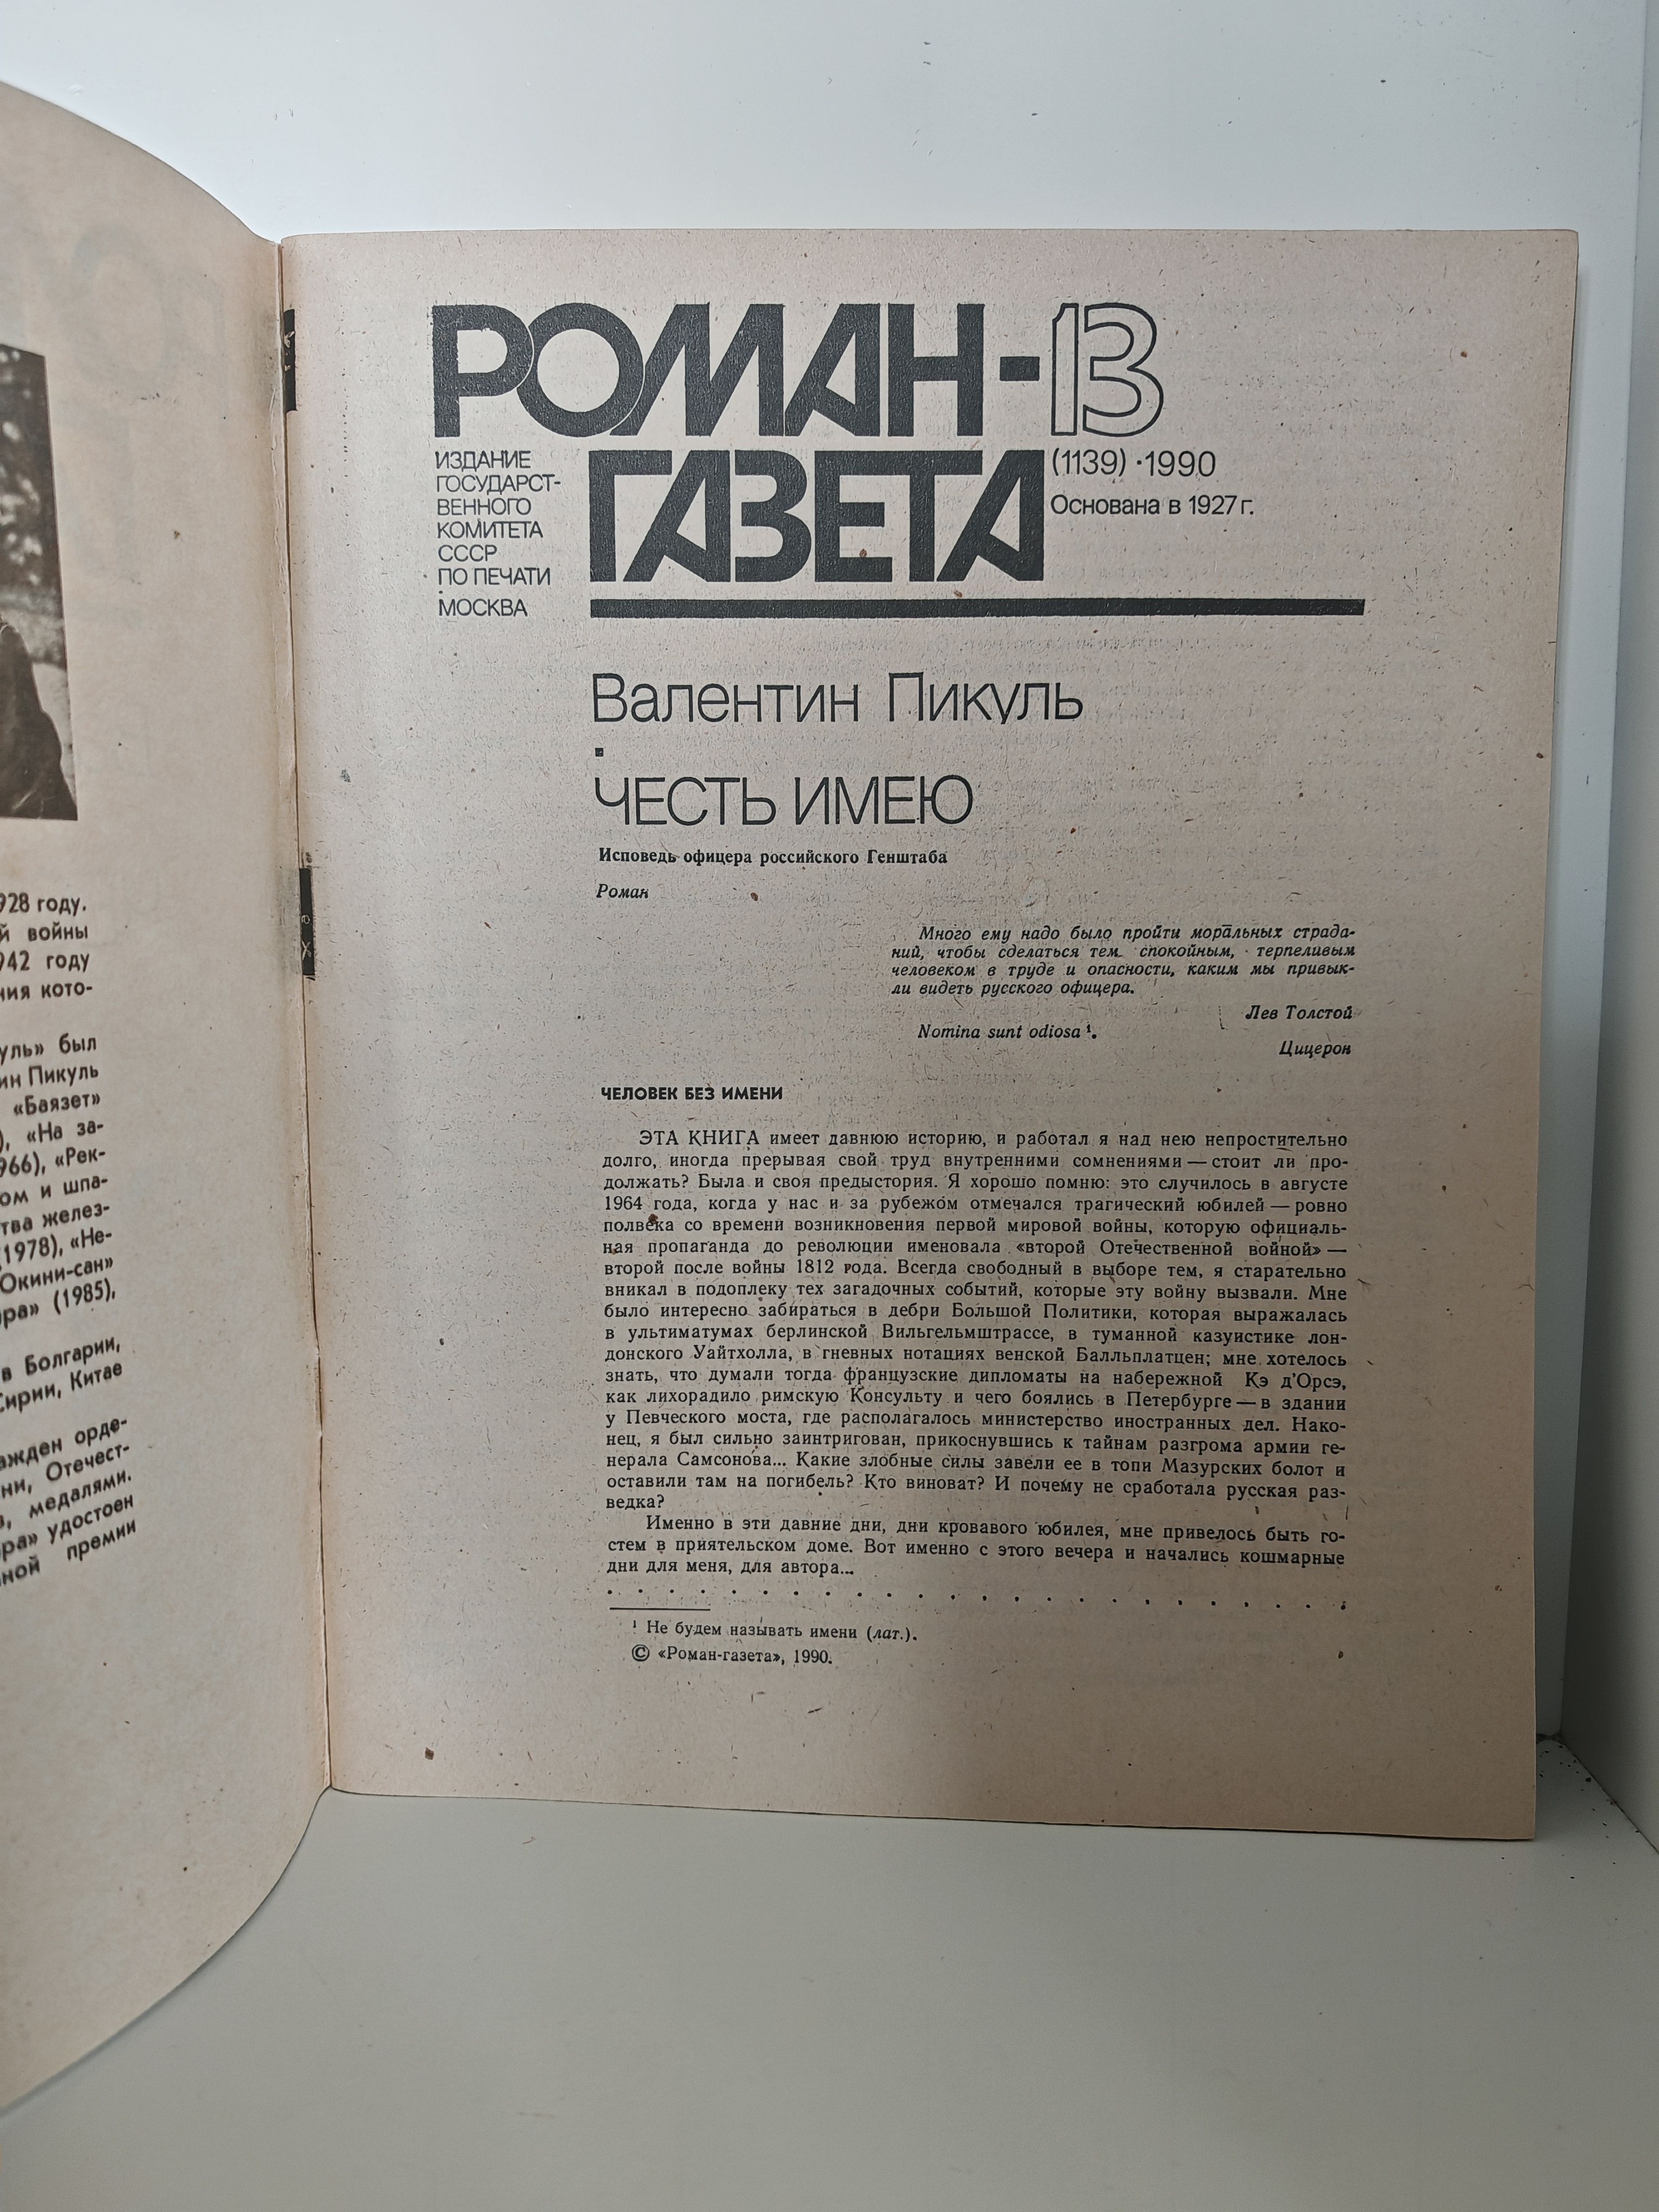 928 году.
й войны
942 году
ния кото-
уль» был
ин Пикуль
«Баязет»
), «На за-
966), «Рек-
ом и шпа-
тва желез-
1978), «Не-
Окини-сан»
ра» (1985),
в Болгарии,
Сирии, Китае
ажден орде-
ни, Отечест-
медалями.
ра» удостоен
ной премии
РОМАН-13
ГАЗЕТА
(1139) · 1990
Основана в 1927 г.
ИЗДАНИЕ
ГОСУДАРСТ-
ВЕННОГО
КОМИТЕТА
СССР
ПО ПЕЧАТИ
МОСКВА
Валентин Пикуль
ЧЕСТЬ ИМЕЮ
Исповедь офицера российского Генштаба
Роман
Много ему надо было пройти моральных страда-
ний, чтобы сделаться тем спокойным, терпеливым
человеком в труде и опасности, каким мы привык-
ли видеть русского офицера.
Лев Толстой
Nomina sunt odiosa ¹.
Цицерон
ЧЕЛОВЕК БЕЗ ИМЕНИ
ЭТА КНИГА имеет давнюю историю, и работал я над нею непростительно
долго, иногда прерывая свой труд внутренними сомнениями — стоит ли про-
должать? Была и своя предыстория. Я хорошо помню: это случилось в августе
1964 года, когда у нас и за рубежом отмечался трагический юбилей — ровно
полвека со времени возникновения первой мировой войны, которую официаль-
ная пропаганда до революции именовала «второй Отечественной войной» —
второй после войны 1812 года. Всегда свободный в выборе тем, я старательно
вникал в подоплеку тех загадочных событий, которые эту войну вызвали. Мне
было интересно забираться в дебри Большой Политики, которая выражалась
в ультиматумах берлинской Вильгельмштрассе, в туманной казуистике лон-
донского Уайтхолла, в гневных нотациях венской Балльплатцен; мне хотелось
знать, что думали тогда французские дипломаты на набережной Кэ д'Орсэ,
как лихорадило римскую Консульту и чего боялись в Петербурге — в здании
у Певческого моста, где располагалось министерство иностранных дел. Нако-
нец, я был сильно заинтригован, прикоснувшись к тайнам разгрома армии ге-
нерала Самсонова... Какие злобные силы завели ее в топи Мазурских болот и
оставили там на погибель? Кто виноват? И почему не сработала русская раз-
ведка?
Именно в эти давние дни, дни кровавого юбилея, мне привелось быть го-
стем в приятельском доме. Вот именно с этого вечера и начались кошмарные
дни для меня, для автора...
¹ Не будем называть имени (лат.).
© «Роман-газета», 1990.